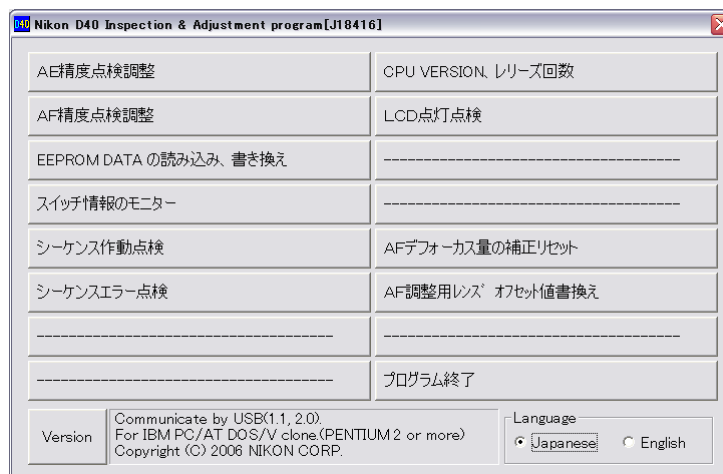 D40 Nikon D40 Inspection & Adjustment program[J18416]
AE精度点検調整
CPU VERSION、レリーズ回数
AF精度点検調整
LCD点灯点検
EEPROM DATA の読み込み、書き換え
------------------------------------
スイッチ情報のモニター
------------------------------------
シーケンス作動点検
AFデフォーカス量の補正リセット
シーケンスエラー点検
AF調整用レンズ オフセット値書換え
------------------------------------
------------------------------------
------------------------------------
プログラム終了
Version
Communicate by USB(1.1, 2.0).
For IBM PC/AT DOS/V clone.(PENTIUM 2 or more)
Copyright (C) 2006 NIKON CORP.
Language
Japanese
English